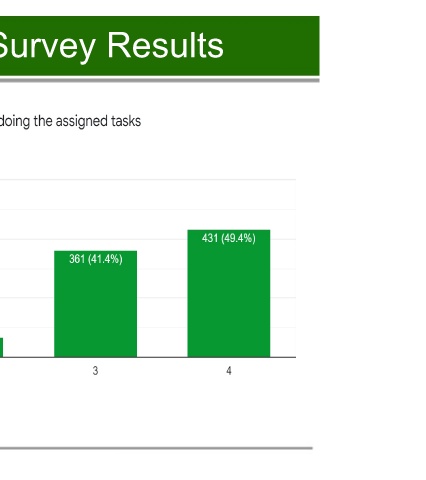 Survey Results
doing the assigned tasks
431 (49.4%)
361 (41.4%)
3 4